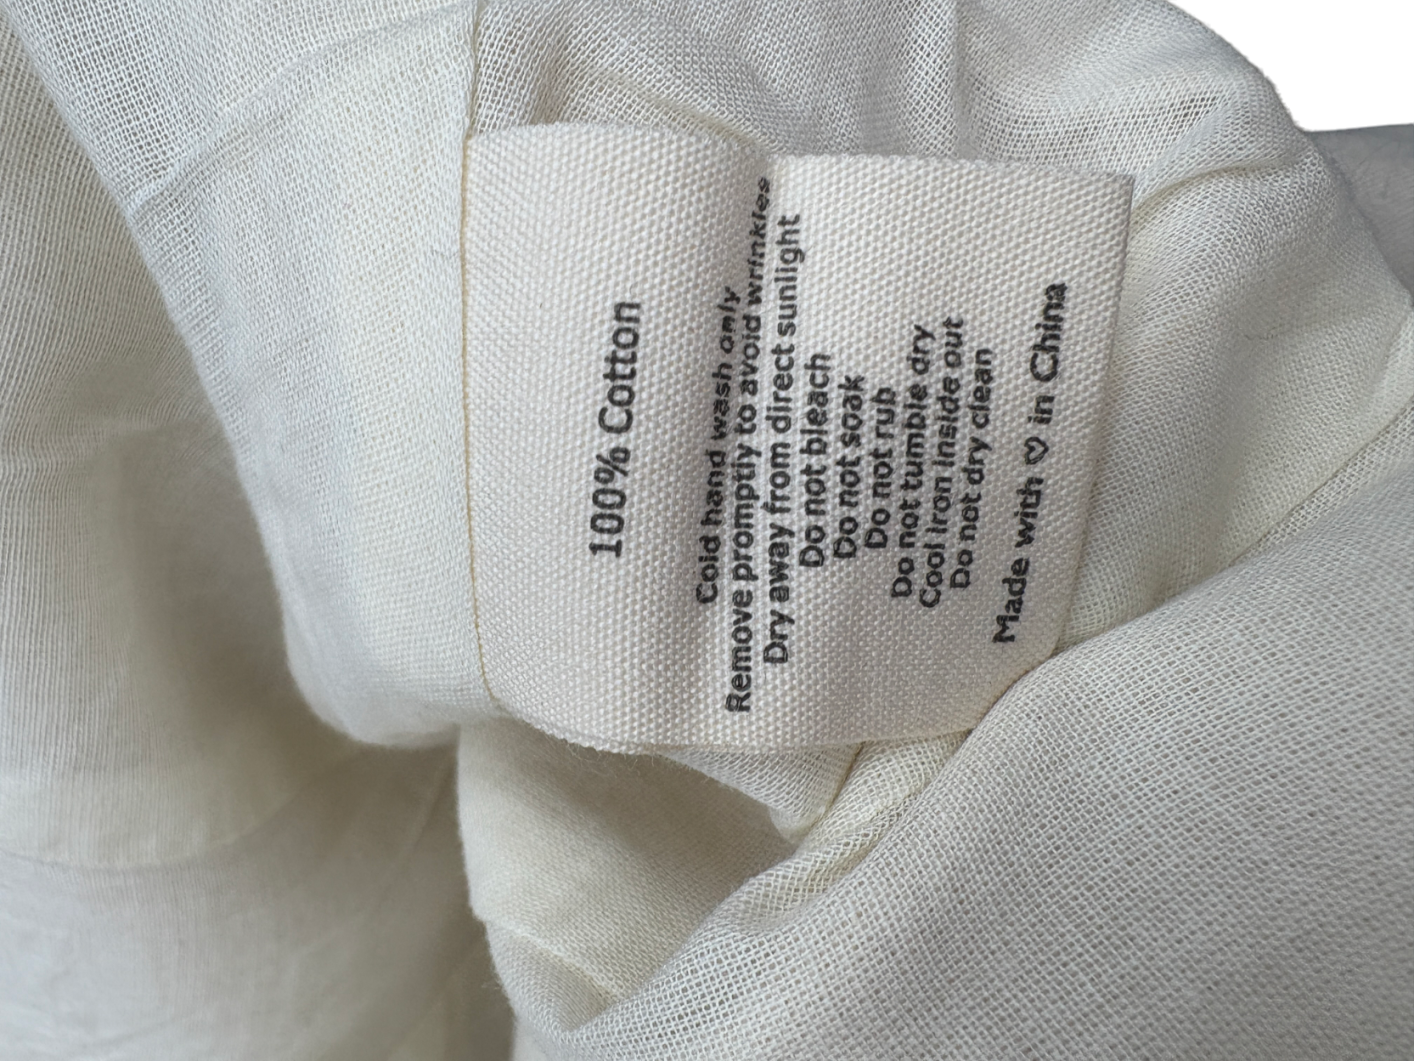 100% Cotton
Cold hand wash only
Remove promptly to avoid wrinkles
Dry away from direct sunlight
Do not bleach
Do not soak
Do not rub
Do not tumble dry
Cool iron inside out
Do not dry clean
Made with ♡ in China